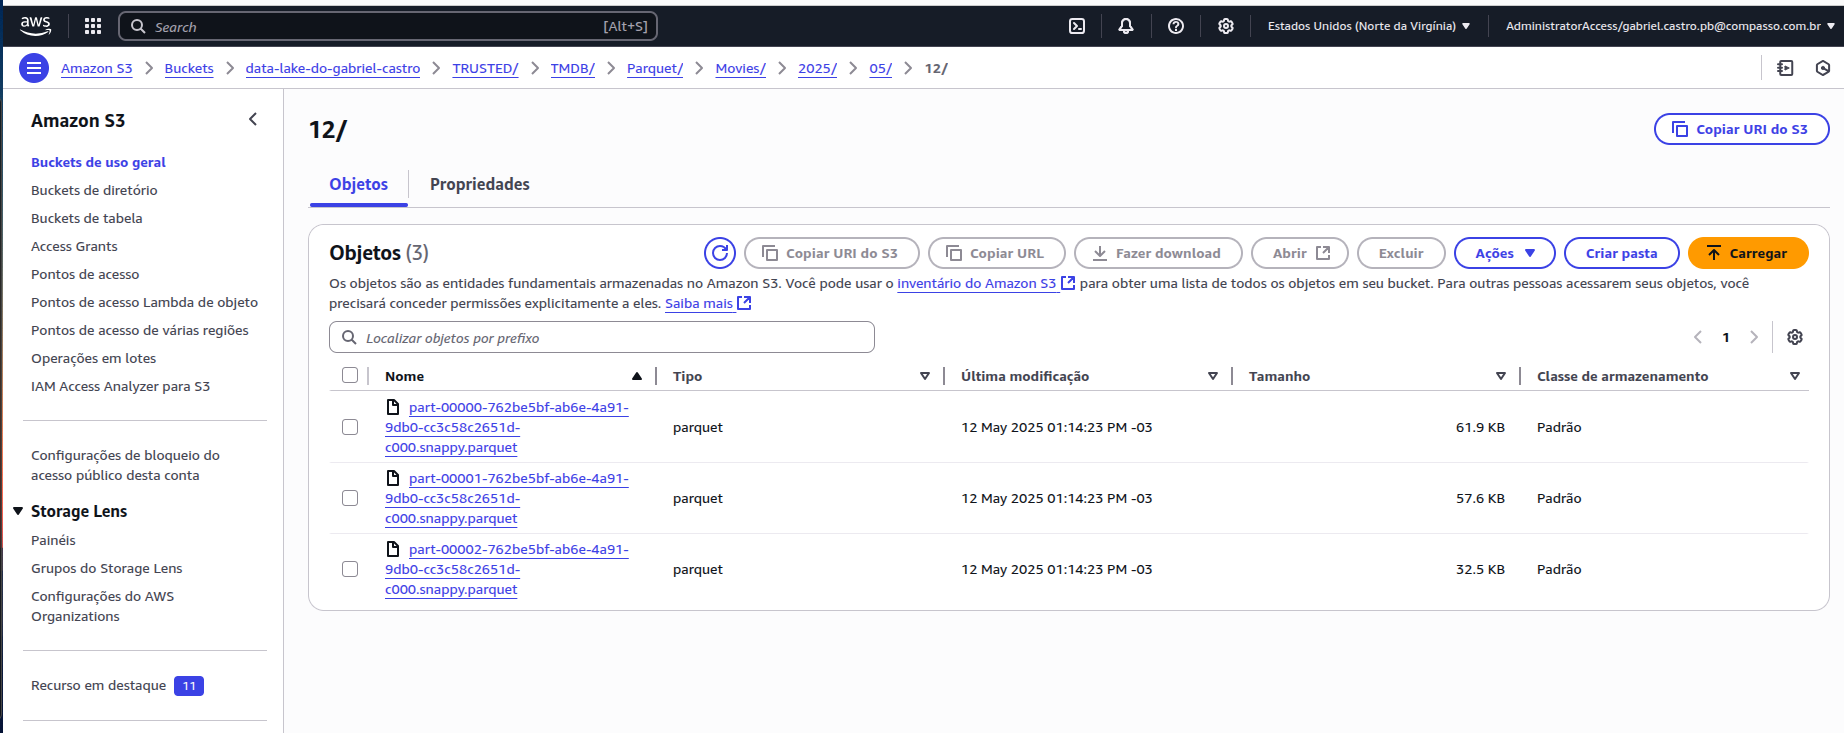 aws
Search [Alt+S]
Estados Unidos (Norte da Virgínia)
AdministratorAccess/gabriel.castro.pb@compasso.com.br
Amazon S3 > Buckets > data-lake-do-gabriel-castro > TRUSTED/ > TMDB/ > Parquet/ > Movies/ > 2025/ > 05/ > 12/
Amazon S3
Buckets de uso geral
Buckets de diretório
Buckets de tabela
Access Grants
Pontos de acesso
Pontos de acesso Lambda de objeto
Pontos de acesso de várias regiões
Operações em lotes
IAM Access Analyzer para S3
Configurações de bloqueio do
acesso público desta conta
Storage Lens
Painéis
Grupos do Storage Lens
Configurações do AWS
Organizations
Recurso em destaque 11
12/
Copiar URI do S3
Objetos
Propriedades
Objetos (3)
Copiar URI do S3
Copiar URL
Fazer download
Abrir
Excluir
Ações
Criar pasta
Carregar
Os objetos são as entidades fundamentais armazenadas no Amazon S3. Você pode usar o inventário do Amazon S3 para obter uma lista de todos os objetos em seu bucket. Para outras pessoas acessarem seus objetos, você
precisará conceder permissões explicitamente a eles. Saiba mais
Localizar objetos por prefixo
1
Nome Tipo Última modificação Tamanho Classe de armazenamento
part-00000-762be5bf-ab6e-4a91-
9db0-cc3c58c2651d-
c000.snappy.parquet
parquet 12 May 2025 01:14:23 PM -03 61.9 KB Padrão
part-00001-762be5bf-ab6e-4a91-
9db0-cc3c58c2651d-
c000.snappy.parquet
parquet 12 May 2025 01:14:23 PM -03 57.6 KB Padrão
part-00002-762be5bf-ab6e-4a91-
9db0-cc3c58c2651d-
c000.snappy.parquet
parquet 12 May 2025 01:14:23 PM -03 32.5 KB Padrão